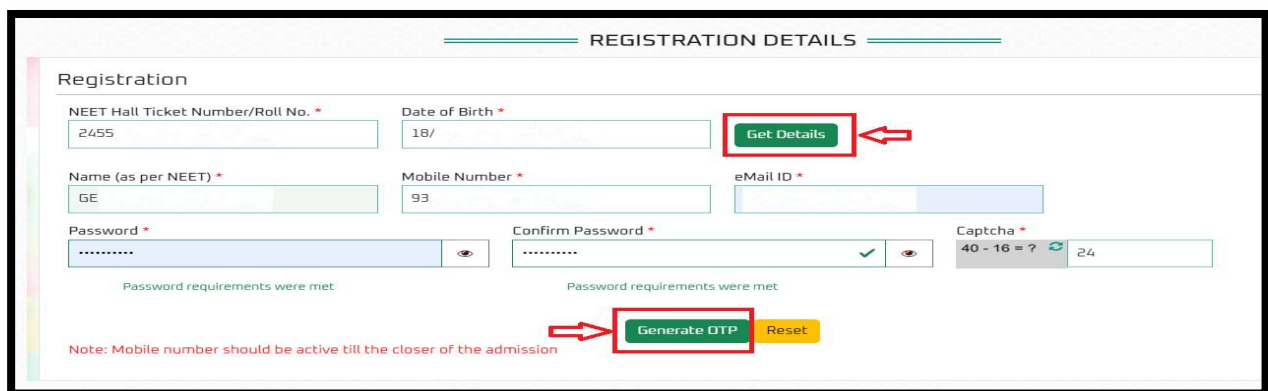 REGISTRATION DETAILS
Registration
NEET Hall Ticket Number/Roll No. * Date of Birth *
2455 18/ Get Details
Name (as per NEET) * Mobile Number * eMail ID *
GE 93
Password * Confirm Password * Captcha *
•••••••••• •••••••••• 40 - 16 = ? 24
Password requirements were met Password requirements were met
Generate OTP Reset
Note: Mobile number should be active till the closer of the admission